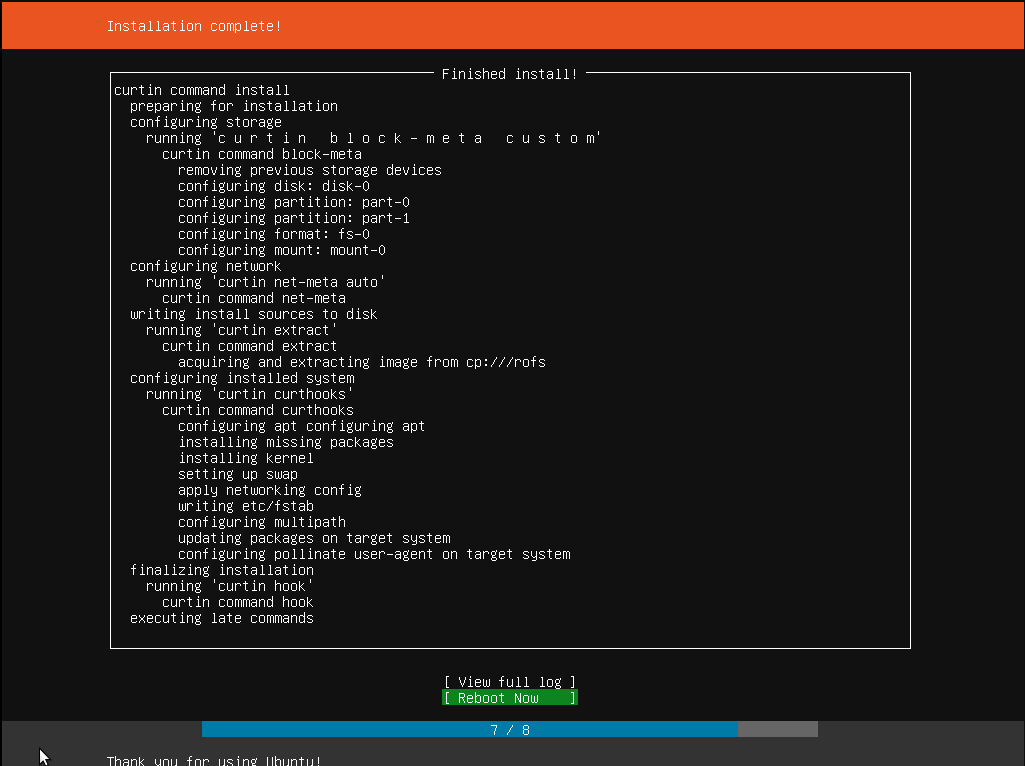 Installation complete!
Finished install!
curtin command install
preparing for installation
configuring storage
running 'c u r t i n   b l o c k - m e t a   c u s t o m'
curtin command block-meta
removing previous storage devices
configuring disk: disk-0
configuring partition: part-0
configuring partition: part-1
configuring format: fs-0
configuring mount: mount-0
configuring network
running 'curtin net-meta auto'
curtin command net-meta
writing install sources to disk
running 'curtin extract'
curtin command extract
acquiring and extracting image from cp:///rofs
configuring installed system
running 'curtin curthooks'
curtin command curthooks
configuring apt configuring apt
installing missing packages
installing kernel
setting up swap
apply networking config
writing etc/fstab
configuring multipath
updating packages on target system
configuring pollinate user-agent on target system
finalizing installation
running 'curtin hook'
curtin command hook
executing late commands
[ View full log ]
[ Reboot Now ]
7 / 8
Thank you for using Ubuntu!